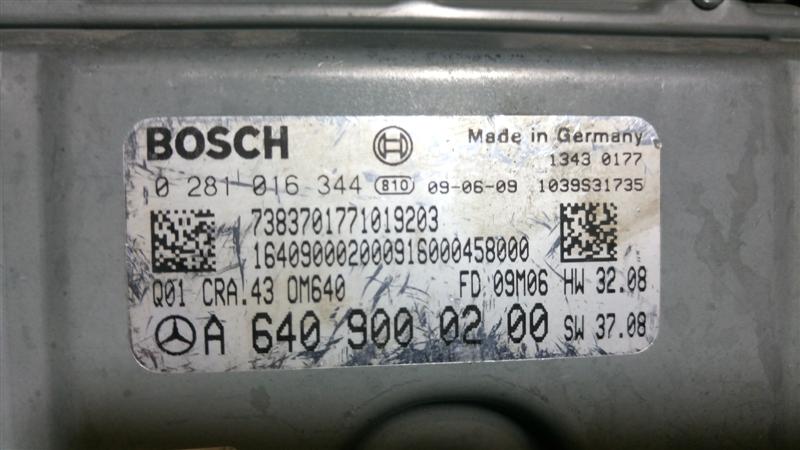 BOSCH Made in Germany
1343 0177
0 281 016 344 810 09-06-09 1039S31735
7383701771019203
164090002000916000458000
Q01 CRA.43 OM640 FD 09M06 HW 32.08
A 640 900 02 00 SW 37.08